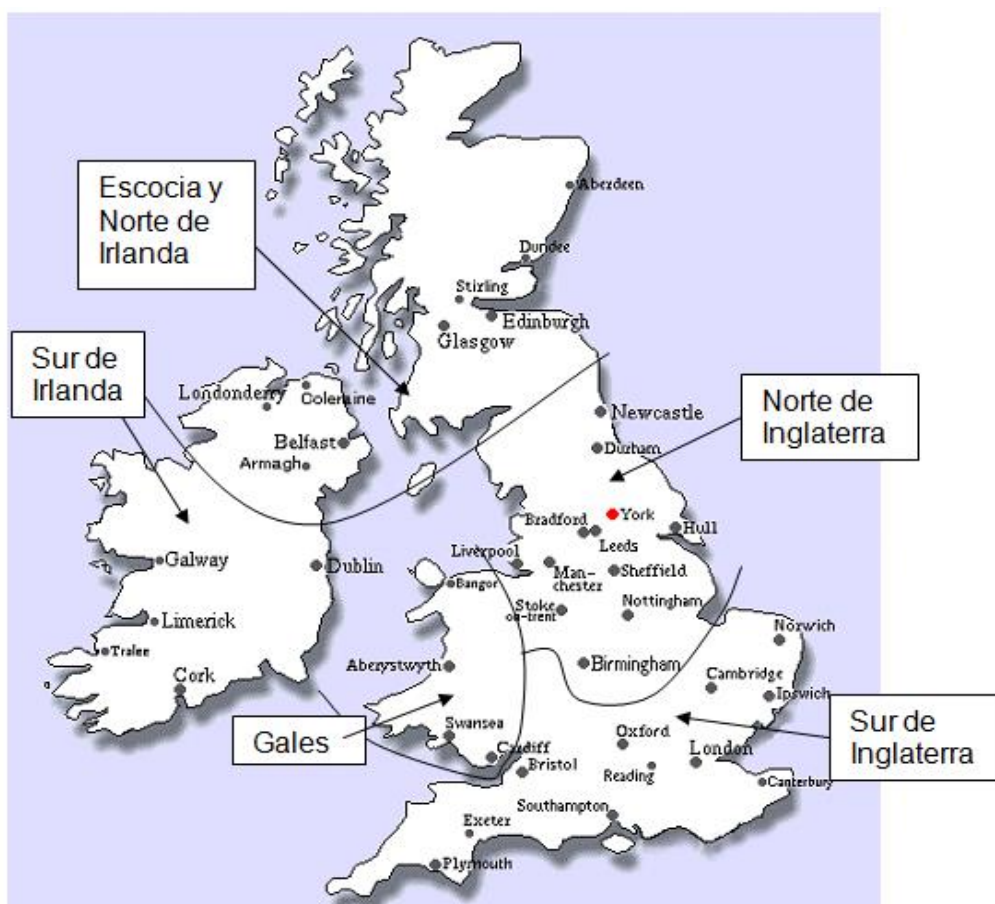 Aberdeen
Escocia y
Norte de
Irlanda
Dundee
Stirling
Edinburgh
Glasgow
Sur de
Irlanda
Londonderry
Coleraine
Newcastle
Norte de
Inglaterra
Belfast
Durham
Armagh
York
Bradford
Hull
Leeds
Liverpool
Galway
Dublin
Man-
chester
Sheffield
Bangor
Stoke
on-trent
Nottingham
Limerick
Norwich
Tralee
Aberystwyth
Birmingham
Cambridge
Cork
Ipswich
Gales
Swansea
Sur de
Inglaterra
Oxford
London
Cardiff
Bristol
Reading
Canterbury
Southampton
Exeter
Plymouth